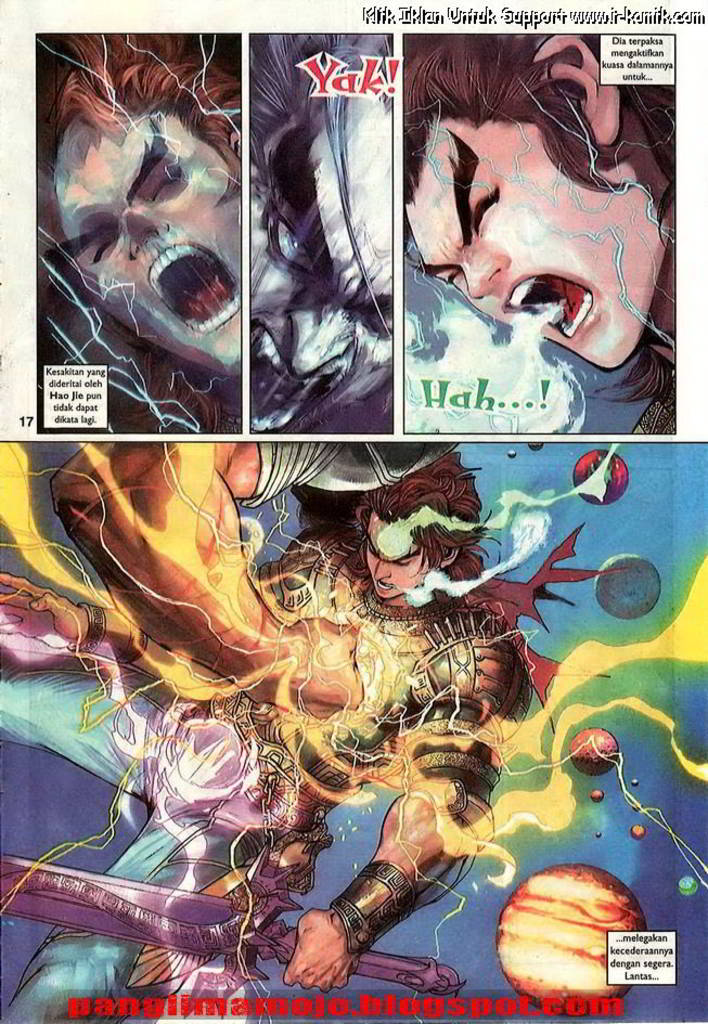 Klik Iklan Untuk Support www.i-komik.com
Yak!
Dia terpaksa
mengaktifkan
kuasa dalamannya
untuk...
Kesakitan yang
dideritai oleh
Hao Jie pun
tidak dapat
dikata lagi.
Hah....!
17
...melegakan
kecederaannya
dengan segera.
Lantas...
panglimamojo.blogspot.com